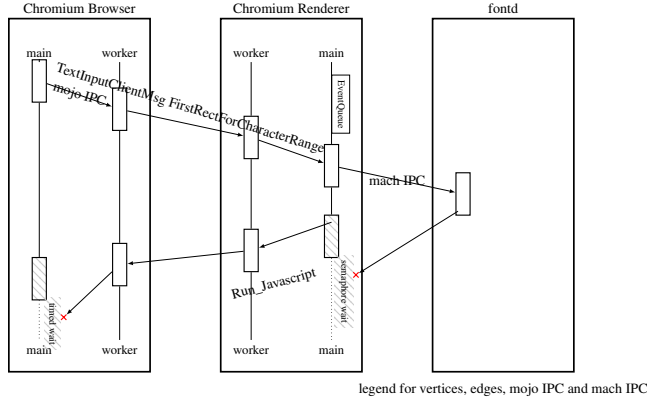 Chromium Browser
Chromium Renderer
fontd
main
worker
worker
main
TextInputClientMsg FirstRectForCharacterRange
mojo IPC
EventQueue
mach IPC
Run_Javascript
semaphore wait
timed wait
main
worker
worker
main
legend for vertices, edges, mojo IPC and mach IPC